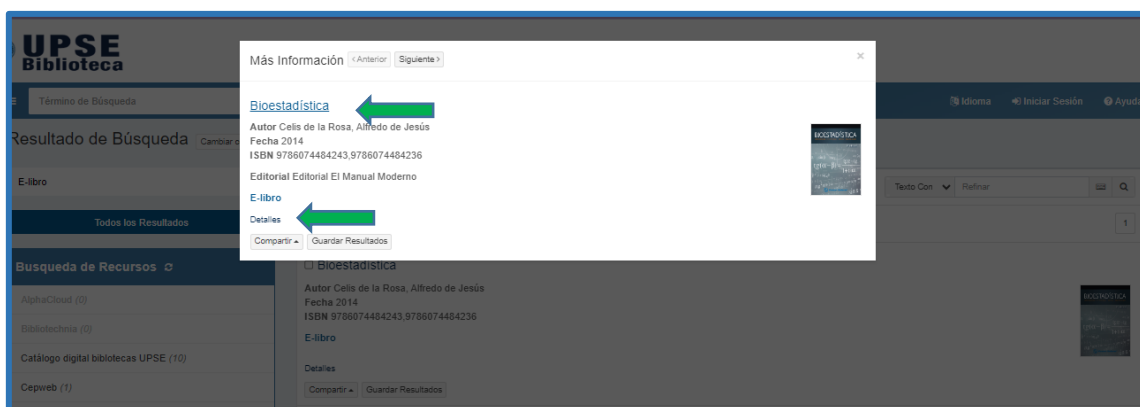 UPSE
Biblioteca
Término de Búsqueda
Idioma Iniciar Sesión Ayuda
Resultado de Búsqueda Cambiar
E-libro
Texto Con Refinar
Todos los Resultados
1
Busqueda de Recursos
AlphaCloud (0)
Bibliotechnia (0)
Catálogo digital bibliotecas UPSE (10)
Cepweb (1)
Más Información <Anterior Siguiente> ×
Bioestadística
Autor Celis de la Rosa, Alfredo de Jesús
Fecha 2014
ISBN 9786074484243,9786074484236
Editorial Editorial El Manual Moderno
E-libro
Detalles
Compartir Guardar Resultados
BIOESTADÍSTICA
Bioestadística
Autor Celis de la Rosa, Alfredo de Jesús
Fecha 2014
ISBN 9786074484243,9786074484236
E-libro
Detalles
Compartir Guardar Resultados
BIOESTADÍSTICA